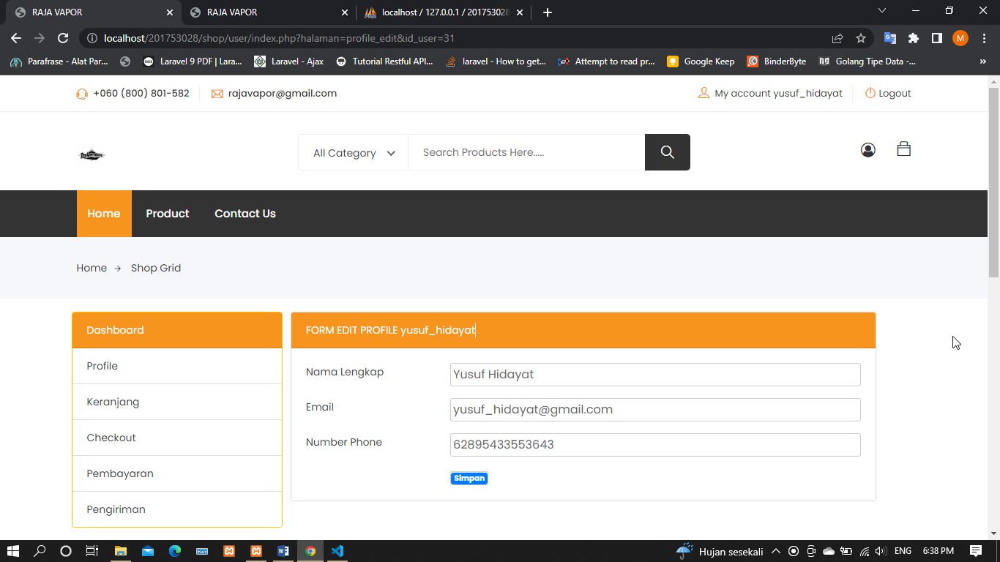 RAJA VAPOR
RAJA VAPOR
localhost / 127.0.0.1 / 201753028
localhost/201753028/shop/user/index.php?halaman=profile_edit&id_user=31
M
Parafrase - Alat Par...
Laravel 9 PDF | Lara...
Laravel - Ajax
Tutorial Restful API...
laravel - How to get...
Attempt to read pr...
Google Keep
BinderByte
Golang Tipe Data -...
»
+060 (800) 801-582
rajavapor@gmail.com
My account yusuf_hidayat
Logout
All Category
Search Products Here.....
Home
Product
Contact Us
Home → Shop Grid
Dashboard
Profile
Keranjang
Checkout
Pembayaran
Pengiriman
FORM EDIT PROFILE yusuf_hidayat
Nama Lengkap
Yusuf Hidayat
Email
yusuf_hidayat@gmail.com
Number Phone
62895433553643
Simpan
Hujan sesekali
ENG
6:38 PM